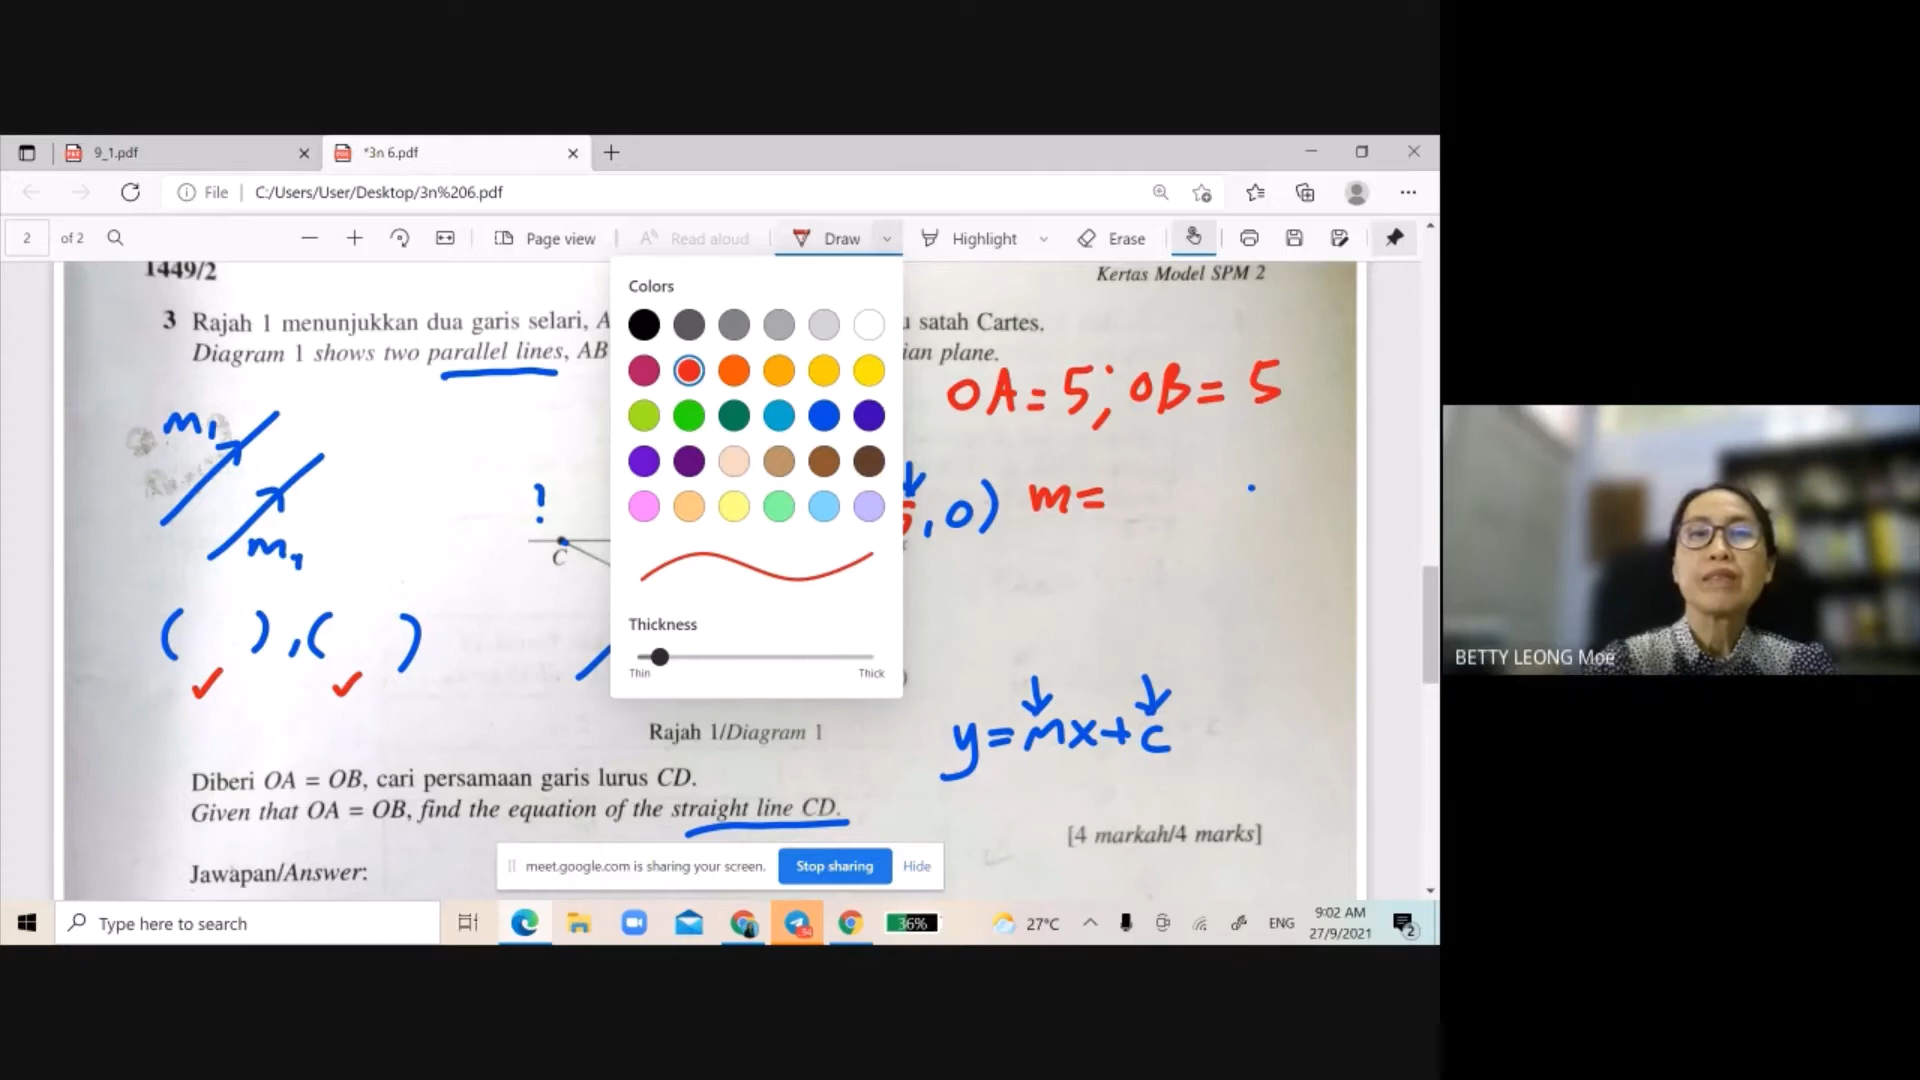 9_1.pdf
*3n 6.pdf
File
C:/Users/User/Desktop/3n%206.pdf
2 of 2
Page view
Read aloud
Draw
Highlight
Erase
1449/2
Kertas Model SPM 2
3 Rajah 1 menunjukkan dua garis selari, A
satah Cartes.
Diagram 1 shows two parallel lines, AB
ian plane.
Colors
Thickness
Thin
Thick
OA = 5; OB = 5
m1
m2
!
C
5, 0)
m =
( ), ( )
y = mx + c
Rajah 1/Diagram 1
Diberi OA = OB, cari persamaan garis lurus CD.
Given that OA = OB, find the equation of the straight line CD.
[4 markah/4 marks]
Jawapan/Answer:
meet.google.com is sharing your screen.
Stop sharing
Hide
Type here to search
36%
27°C
ENG
9:02 AM
27/9/2021
2
BETTY LEONG Moe